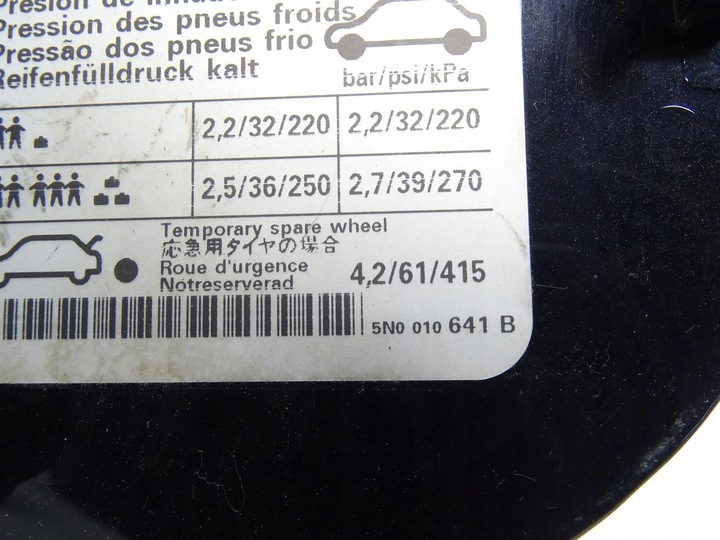 Presión de
Pression des pneus froids
Pressão dos pneus frio
Reifenfülldruck kalt
bar/psi/kPa
2,2/32/220 2,2/32/220
2,5/36/250 2,7/39/270
Temporary spare wheel
応急用タイヤの場合
Roue d'urgence
Notreserverad
4,2/61/415
5N0 010 641 B